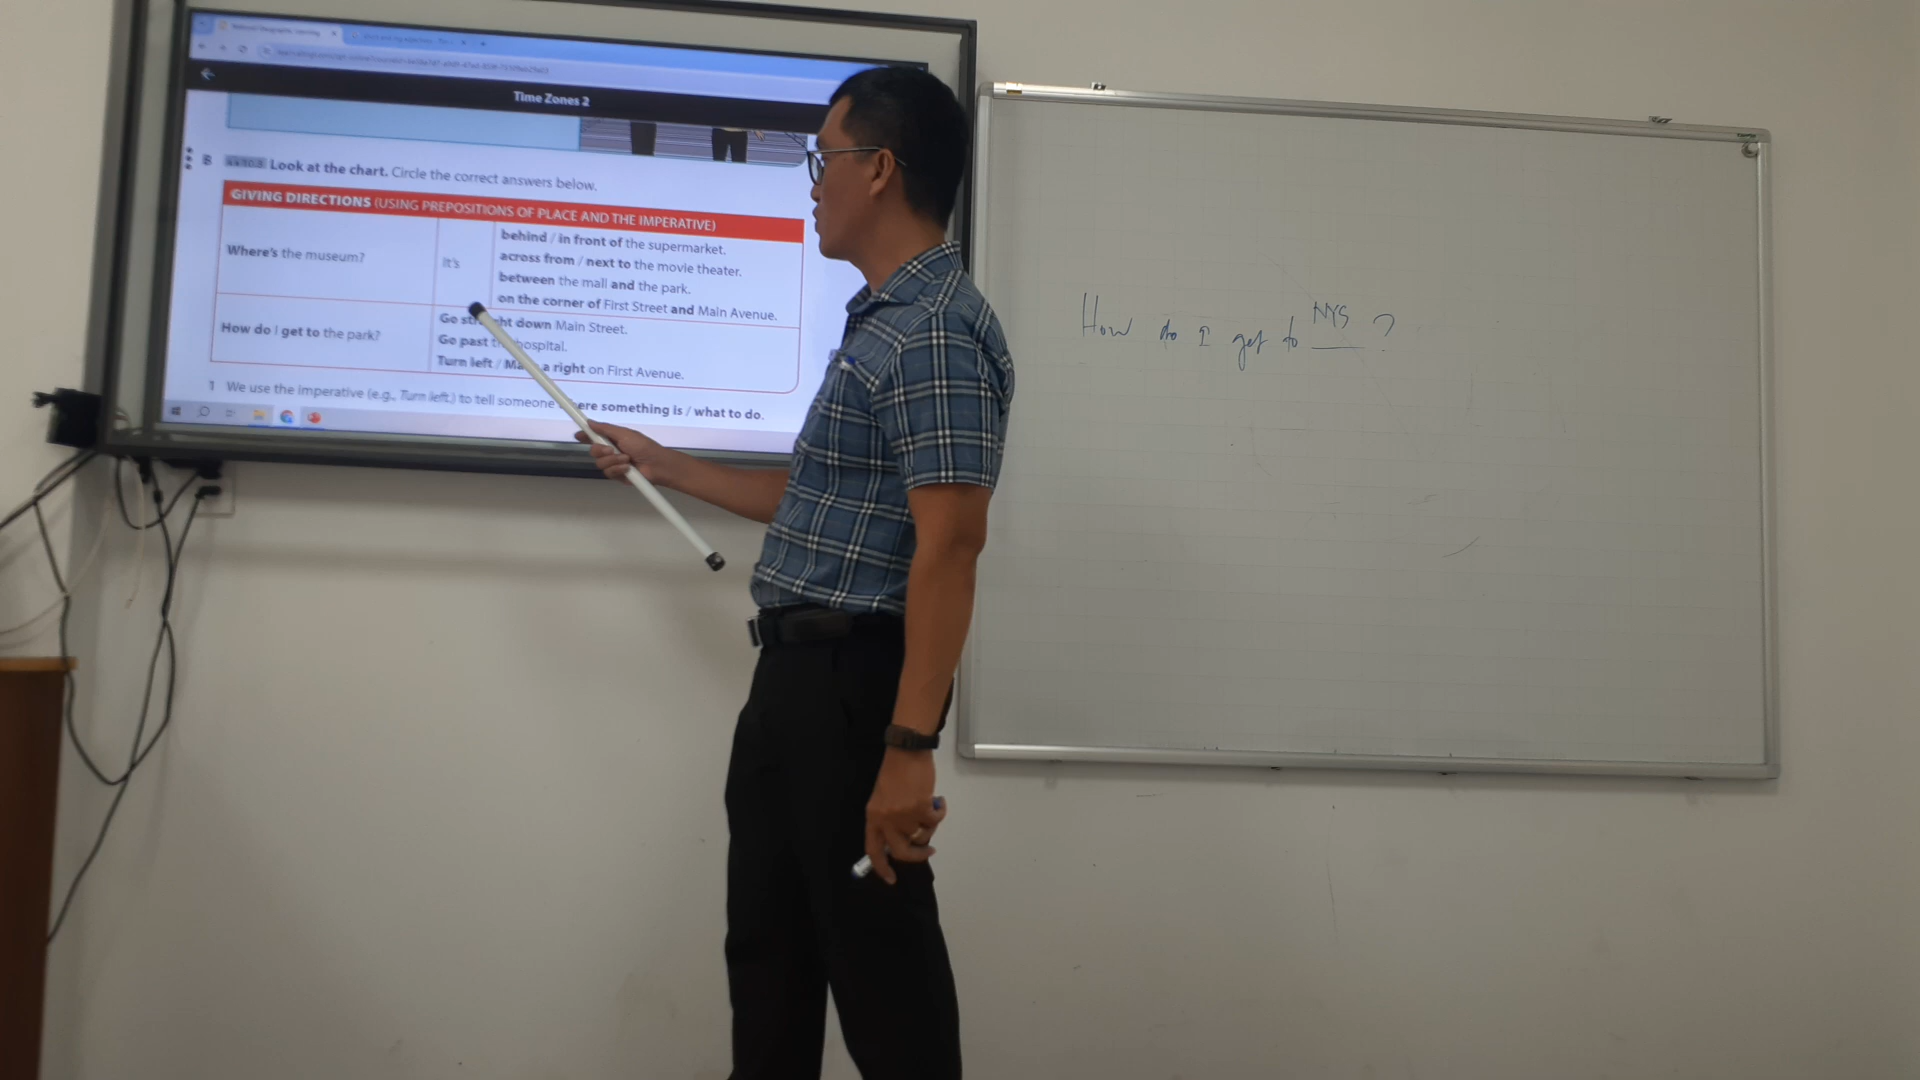 Time Zones 2
B Look at the chart. Circle the correct answers below.
GIVING DIRECTIONS (USING PREPOSITIONS OF PLACE AND THE IMPERATIVE)
Where's the museum?
It's
behind / in front of the supermarket.
across from / next to the movie theater.
between the mall and the park.
on the corner of First Street and Main Avenue.
How do I get to the park?
Go down Main Street.
Go past hospital.
Turn left / a right on First Avenue.
1 We use the imperative (e.g., Turn left.) to tell someone something is / what to do.
How do I get to NYS ?